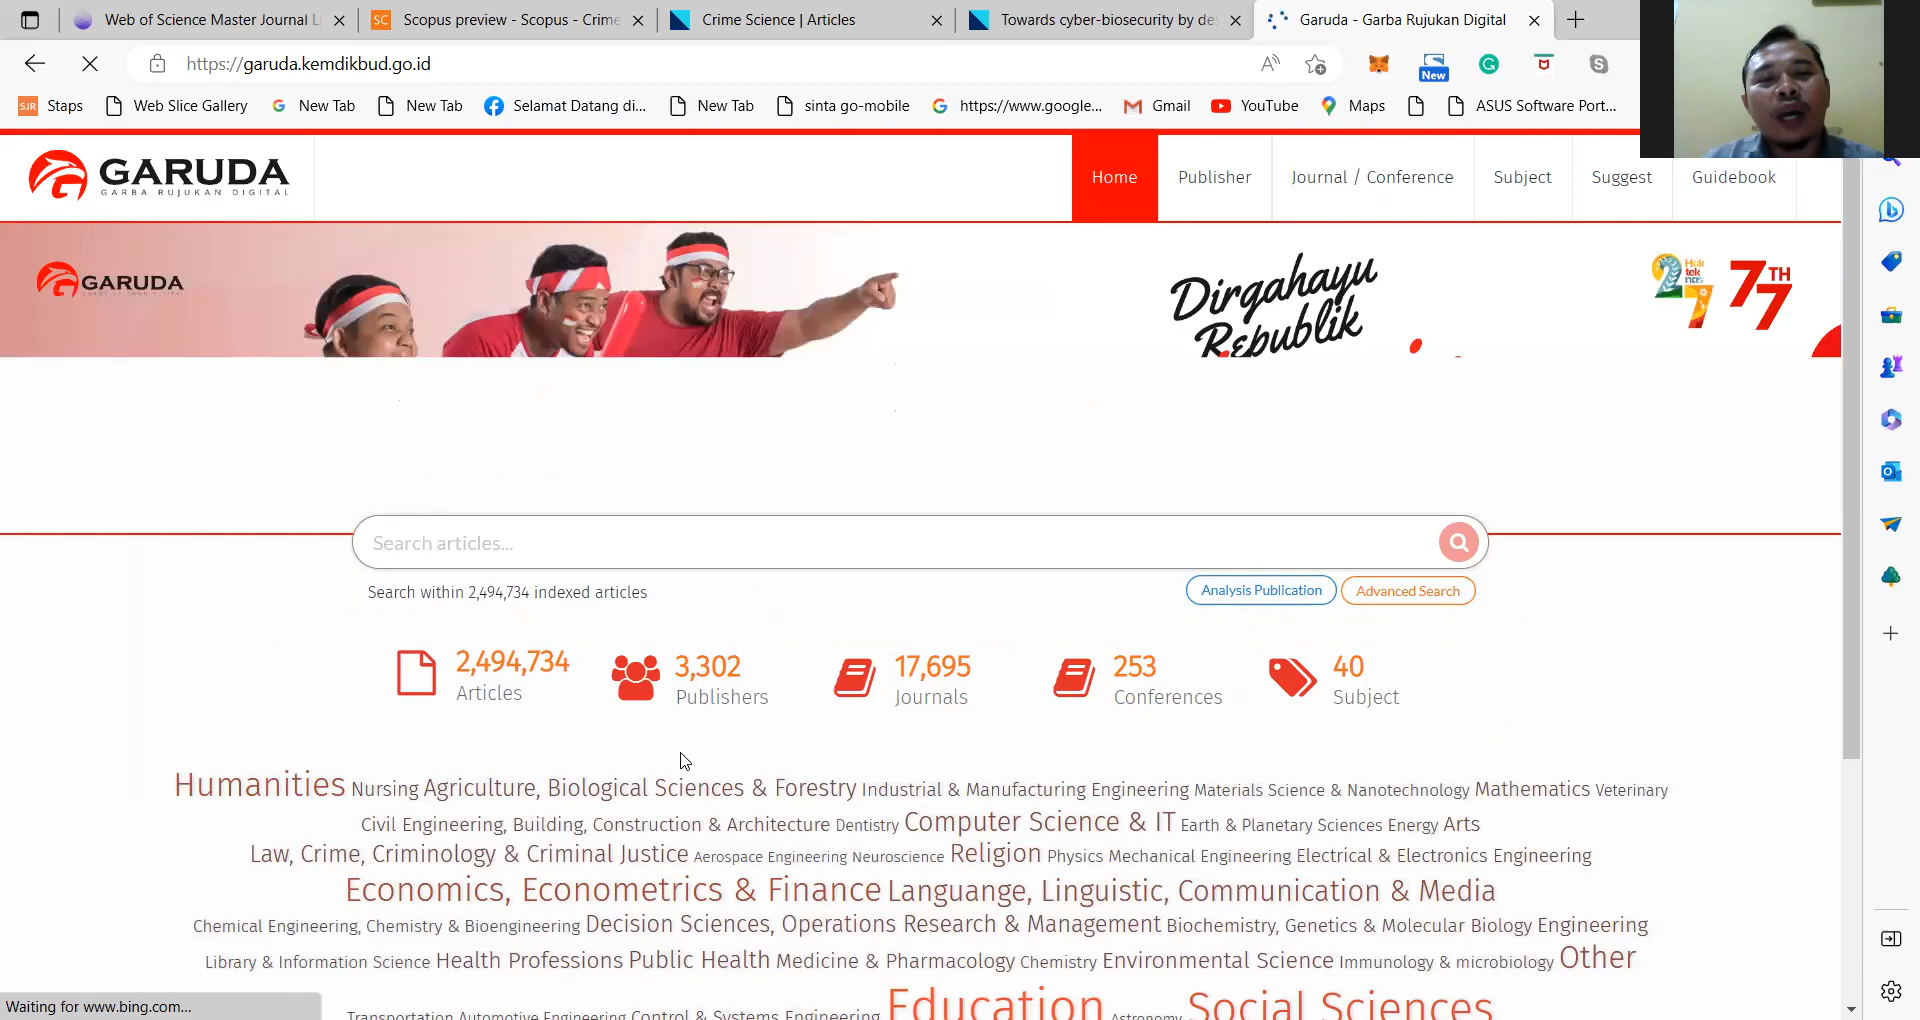 Web of Science Master Journal L
Scopus preview - Scopus - Crime
Crime Science | Articles
Towards cyber-biosecurity by de
Garuda - Garba Rujukan Digital
https://garuda.kemdikbud.go.id
New
Staps
Web Slice Gallery
New Tab
New Tab
Selamat Datang di...
New Tab
sinta go-mobile
https://www.google...
Gmail
YouTube
Maps
ASUS Software Port...
GARUDA
GARBA RUJUKAN DIGITAL
Home
Publisher
Journal / Conference
Subject
Suggest
Guidebook
GARUDA
Dirgahayu
Republik
Hak
tek
nas
27
77TH
Search articles...
Search within 2,494,734 indexed articles
Analysis Publication
Advanced Search
2,494,734
Articles
3,302
Publishers
17,695
Journals
253
Conferences
40
Subject
Humanities Nursing Agriculture, Biological Sciences & Forestry Industrial & Manufacturing Engineering Materials Science & Nanotechnology Mathematics Veterinary
Civil Engineering, Building, Construction & Architecture Dentistry Computer Science & IT Earth & Planetary Sciences Energy Arts
Law, Crime, Criminology & Criminal Justice Aerospace Engineering Neuroscience Religion Physics Mechanical Engineering Electrical & Electronics Engineering
Economics, Econometrics & Finance Languange, Linguistic, Communication & Media
Chemical Engineering, Chemistry & Bioengineering Decision Sciences, Operations Research & Management Biochemistry, Genetics & Molecular Biology Engineering
Library & Information Science Health Professions Public Health Medicine & Pharmacology Chemistry Environmental Science Immunology & microbiology Other
Transportation Automotive Engineering Control & Systems Engineering Education Astronomy Social Sciences
Waiting for www.bing.com...